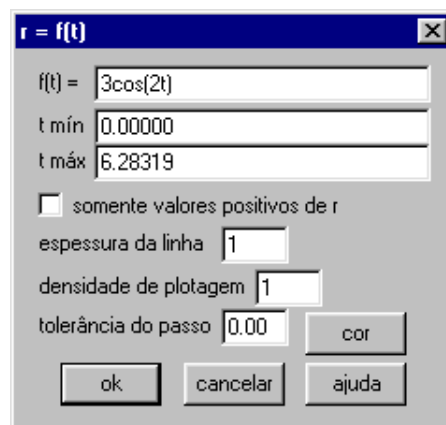 r = f(t)
f(t) = 3cos(2t)
t mín 0.00000
t máx 6.28319
somente valores positivos de r
espessura da linha 1
densidade de plotagem 1
tolerância do passo 0.00
cor
ok cancelar ajuda